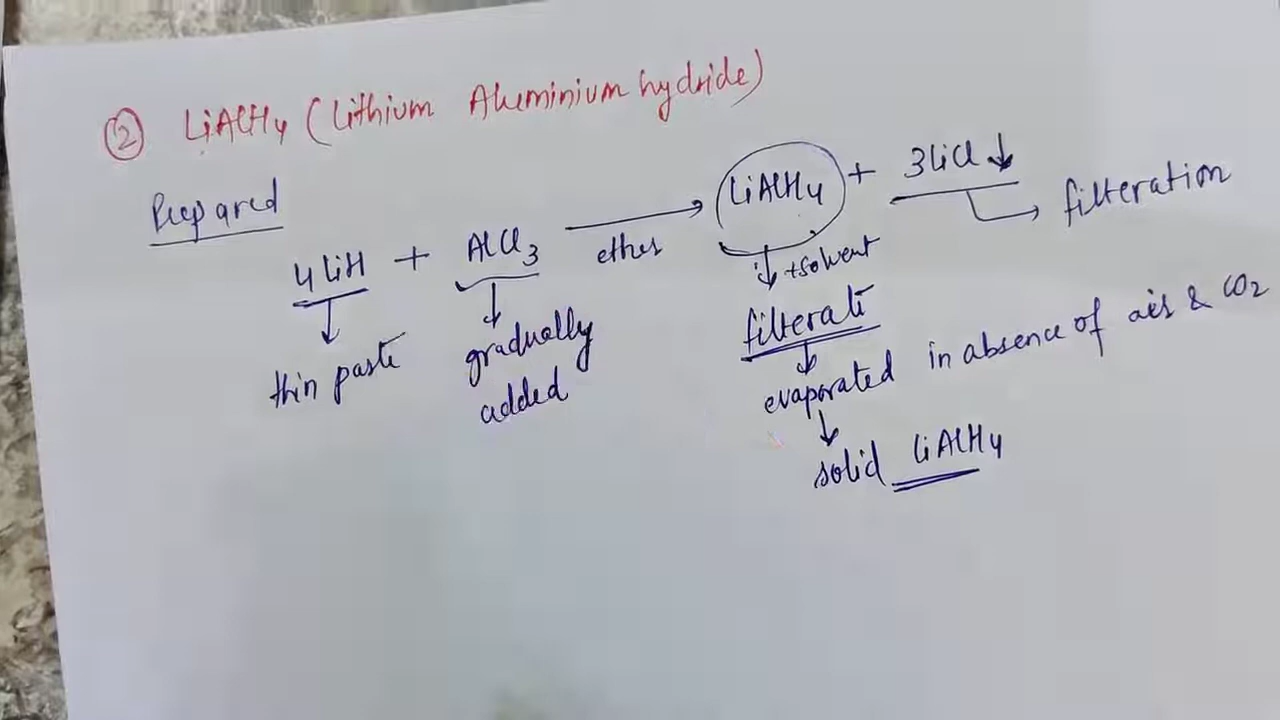 ② LiAlH4 (Lithium Aluminium hydride)
Prepared
4LiH + AlCl3 → ether LiAlH4 + 3LiCl ↓ → filteration
↓ thin paste
↓ gradually added
↓ +solvent
filterate
↓
evaporated in absence of air & CO2
↓
solid LiAlH4